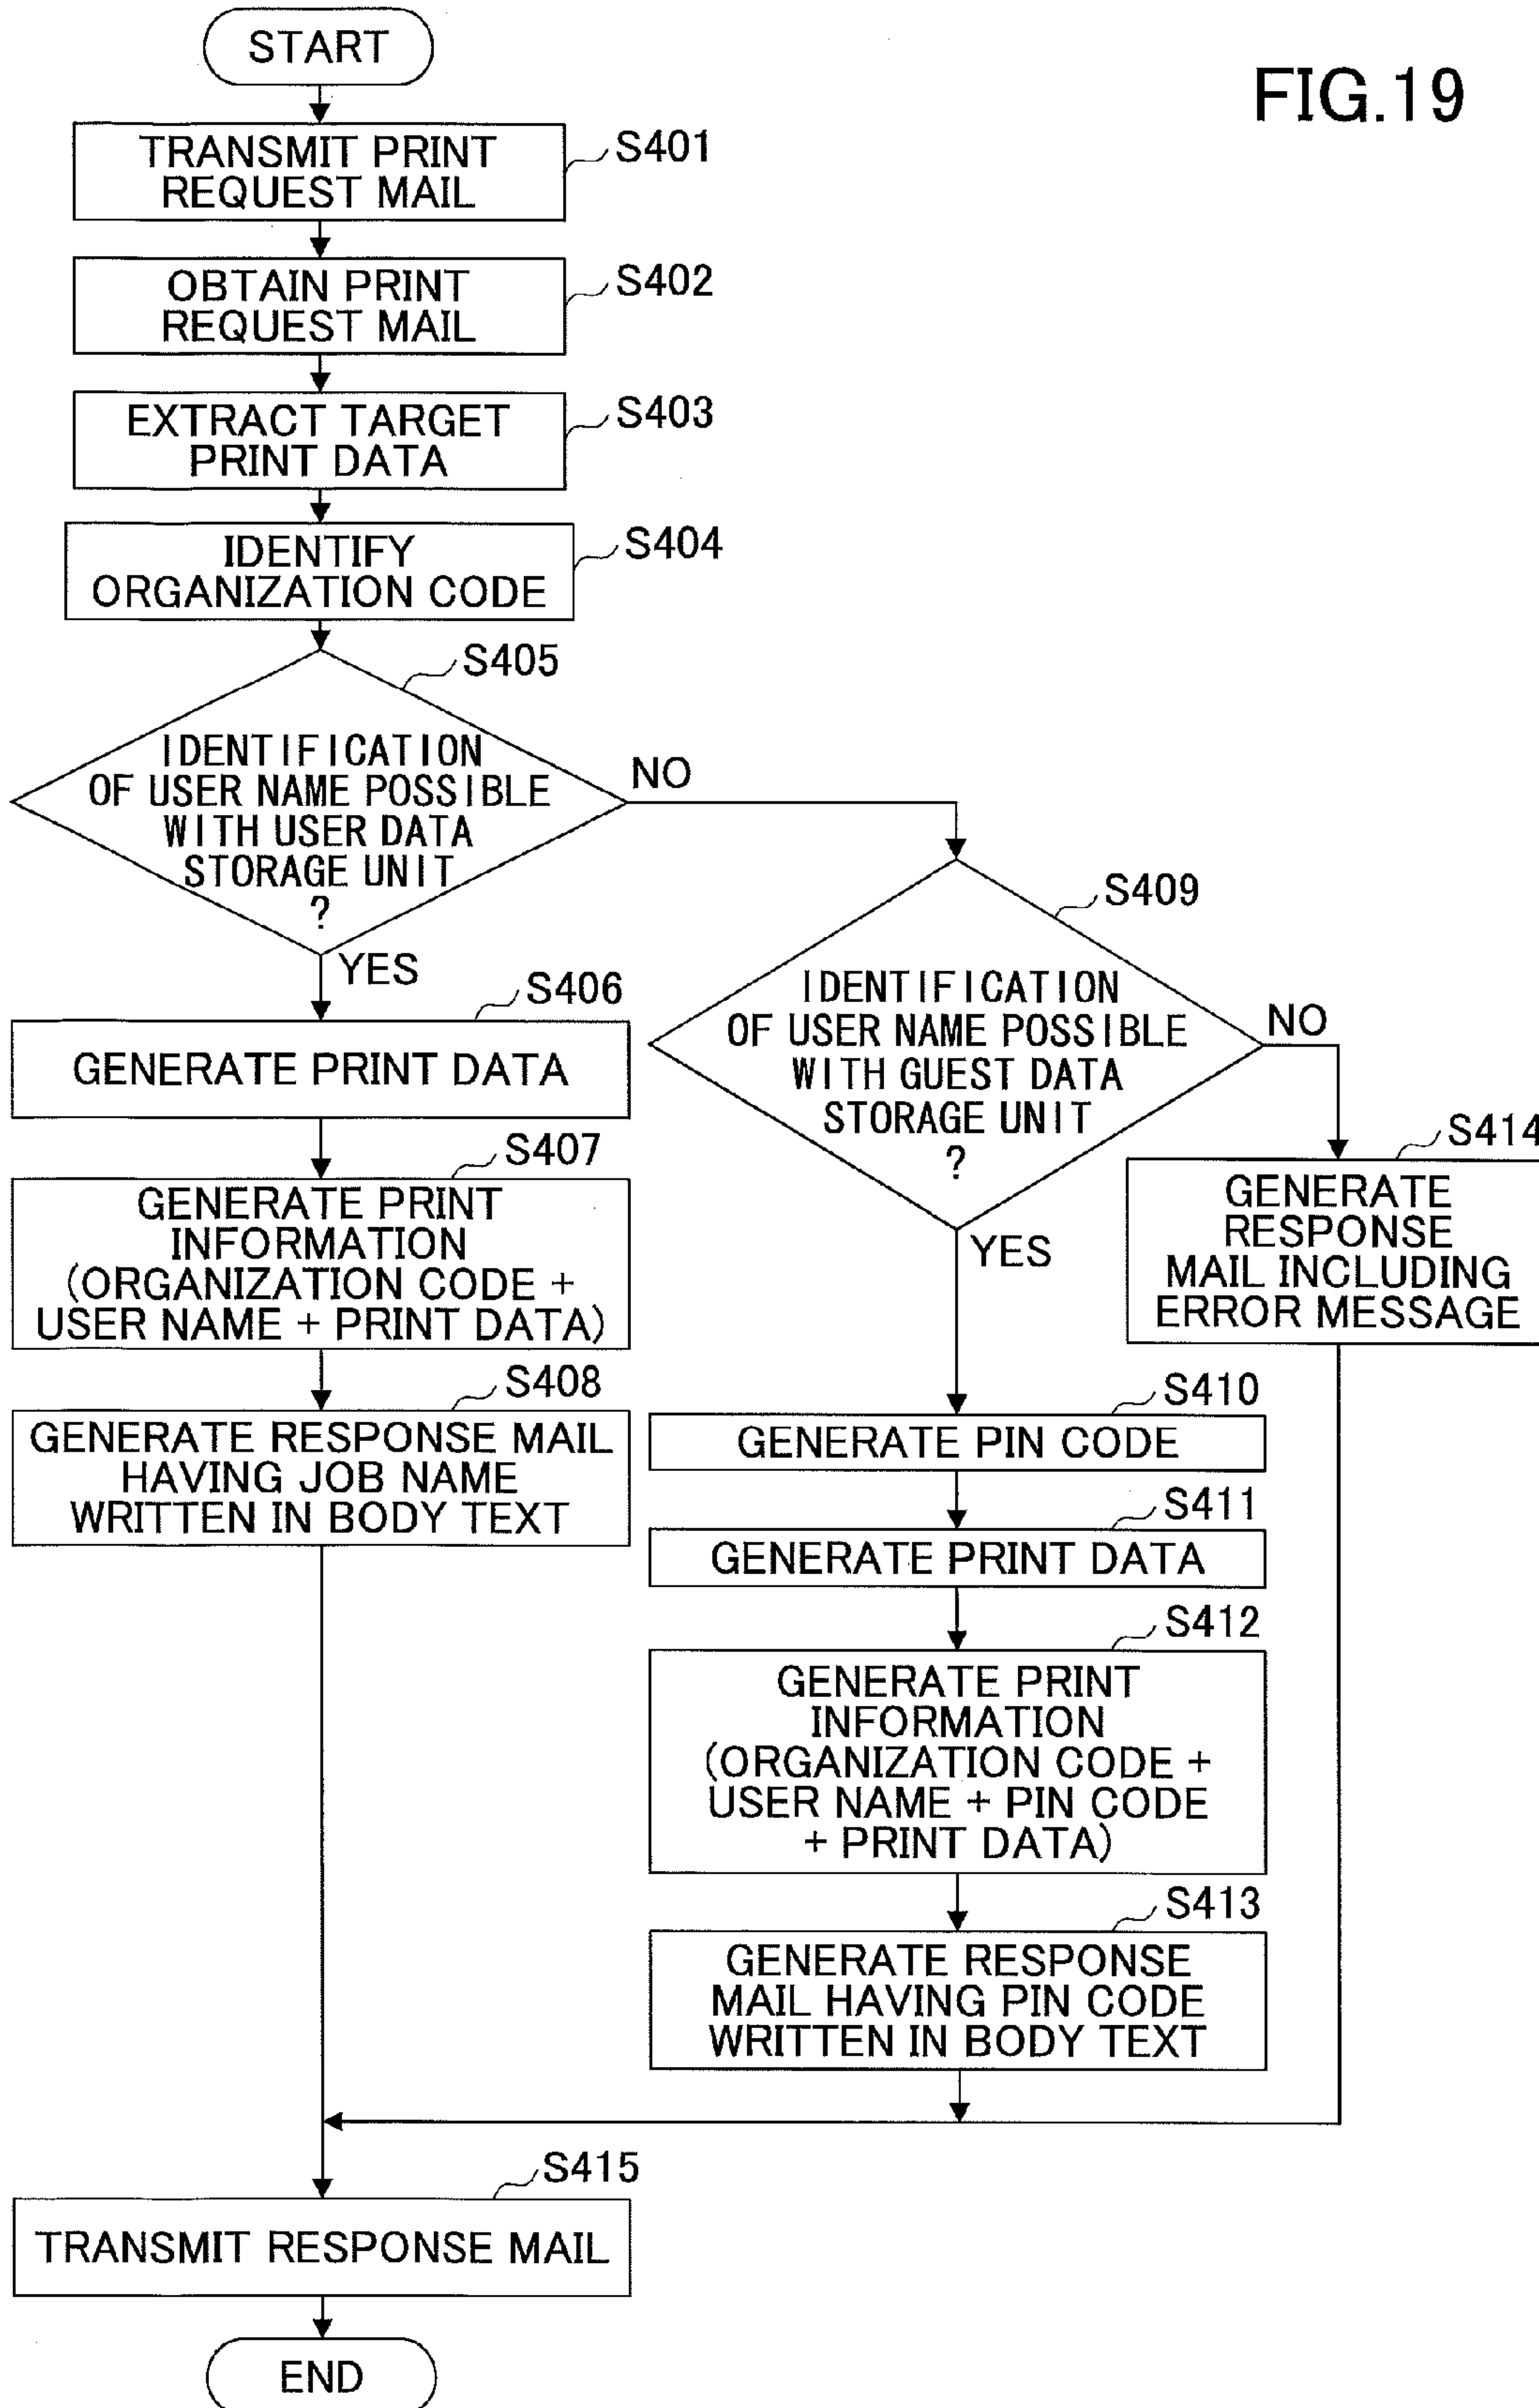 FIG.19
START
TRANSMIT PRINT
REQUEST MAIL
S401
OBTAIN PRINT
REQUEST MAIL
S402
EXTRACT TARGET
PRINT DATA
S403
IDENTIFY
ORGANIZATION CODE
S404
S405
IDENTIFICATION
OF USER NAME POSSIBLE
WITH USER DATA
STORAGE UNIT
?
NO
YES
S406
GENERATE PRINT DATA
S407
GENERATE PRINT
INFORMATION
(ORGANIZATION CODE +
USER NAME + PRINT DATA)
S408
GENERATE RESPONSE MAIL
HAVING JOB NAME
WRITTEN IN BODY TEXT
S409
IDENTIFICATION
OF USER NAME POSSIBLE
WITH GUEST DATA
STORAGE UNIT
?
NO
YES
S414
GENERATE
RESPONSE
MAIL INCLUDING
ERROR MESSAGE
S410
GENERATE PIN CODE
S411
GENERATE PRINT DATA
S412
GENERATE PRINT
INFORMATION
(ORGANIZATION CODE +
USER NAME + PIN CODE
+ PRINT DATA)
S413
GENERATE RESPONSE
MAIL HAVING PIN CODE
WRITTEN IN BODY TEXT
S415
TRANSMIT RESPONSE MAIL
END